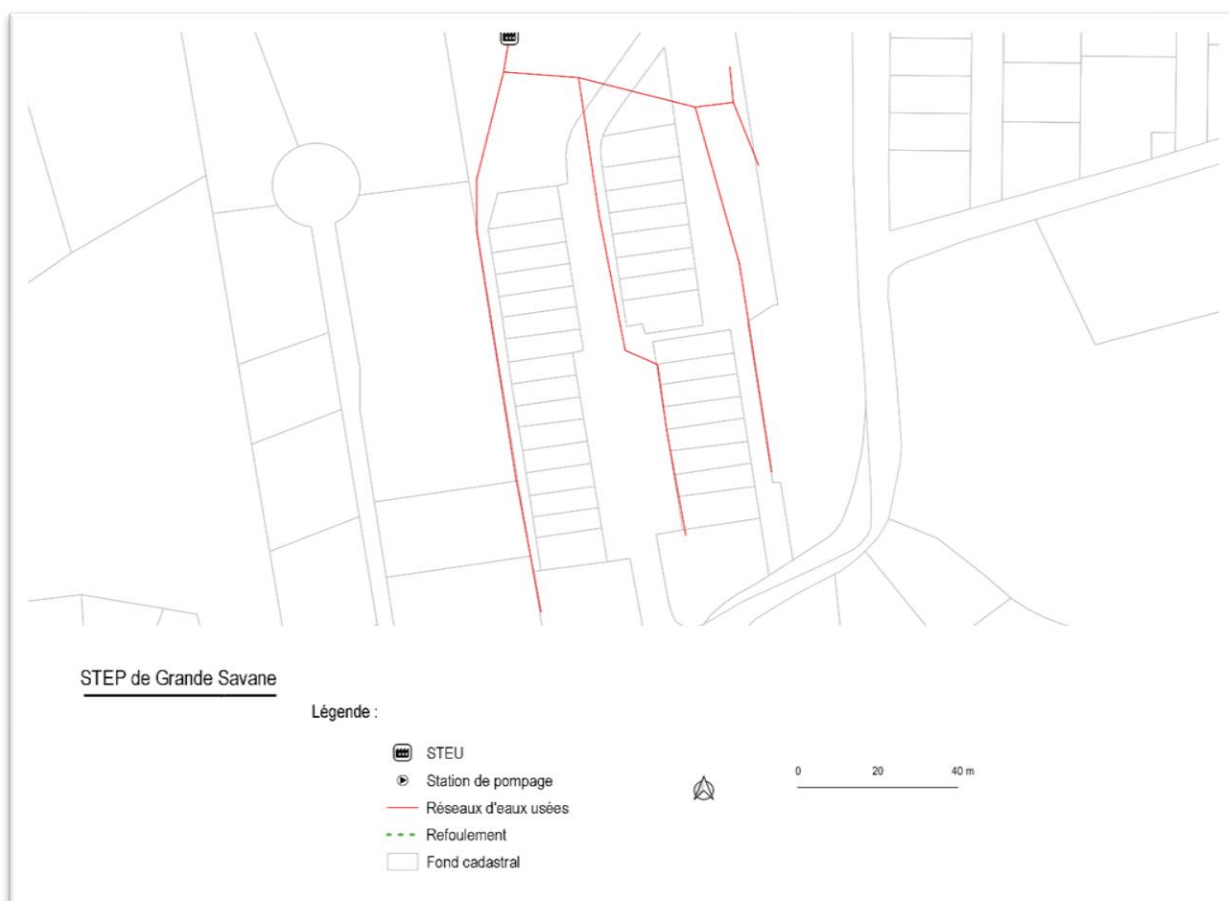 STEP de Grande Savane
Légende :
STEU
Station de pompage
Réseaux d'eaux usées
Refoulement
Fond cadastral
0 20 40 m